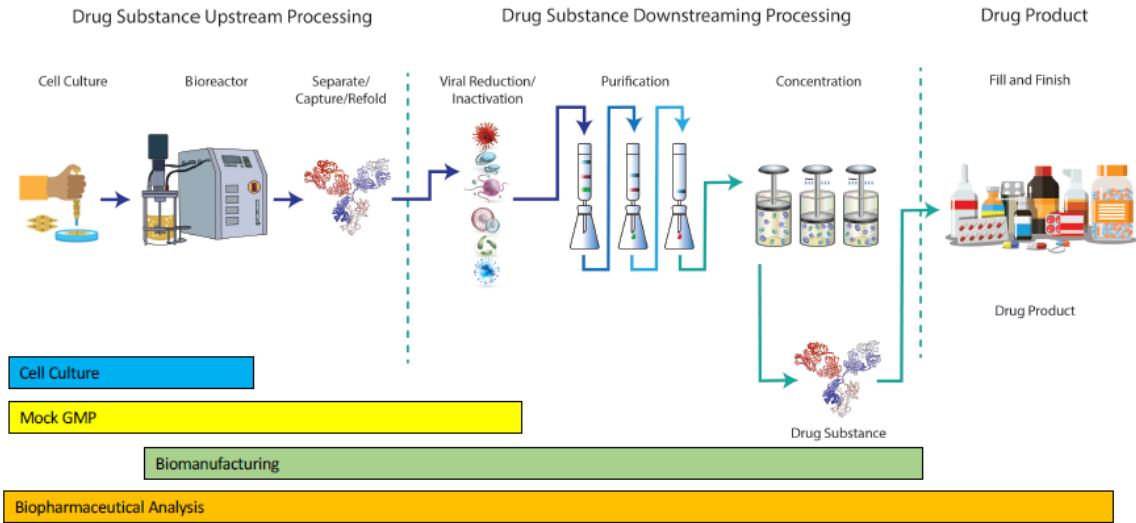 Drug Substance Upstream Processing
Drug Substance Downstreaming Processing
Drug Product
Cell Culture
Bioreactor
Separate/
Capture/Refold
Viral Reduction/
Inactivation
Purification
Concentration
Fill and Finish
Drug Product
Drug Substance
Cell Culture
Mock GMP
Biomanufacturing
Biopharmaceutical Analysis